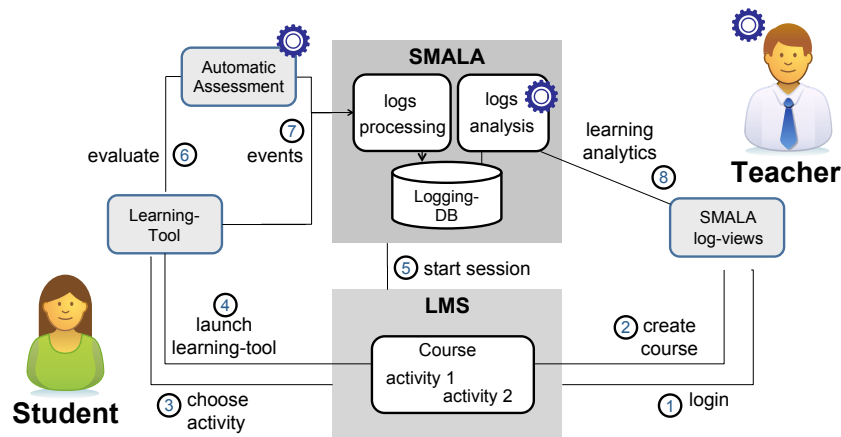 SMALA
Automatic
Assessment
logs
processing
logs
analysis
Logging-
DB
evaluate 6
7
events
learning
analytics
8
Teacher
Learning-
Tool
SMALA
log-views
5 start session
4
launch
learning-tool
LMS
Course
activity 1
activity 2
2 create
course
3 choose
activity
1 login
Student